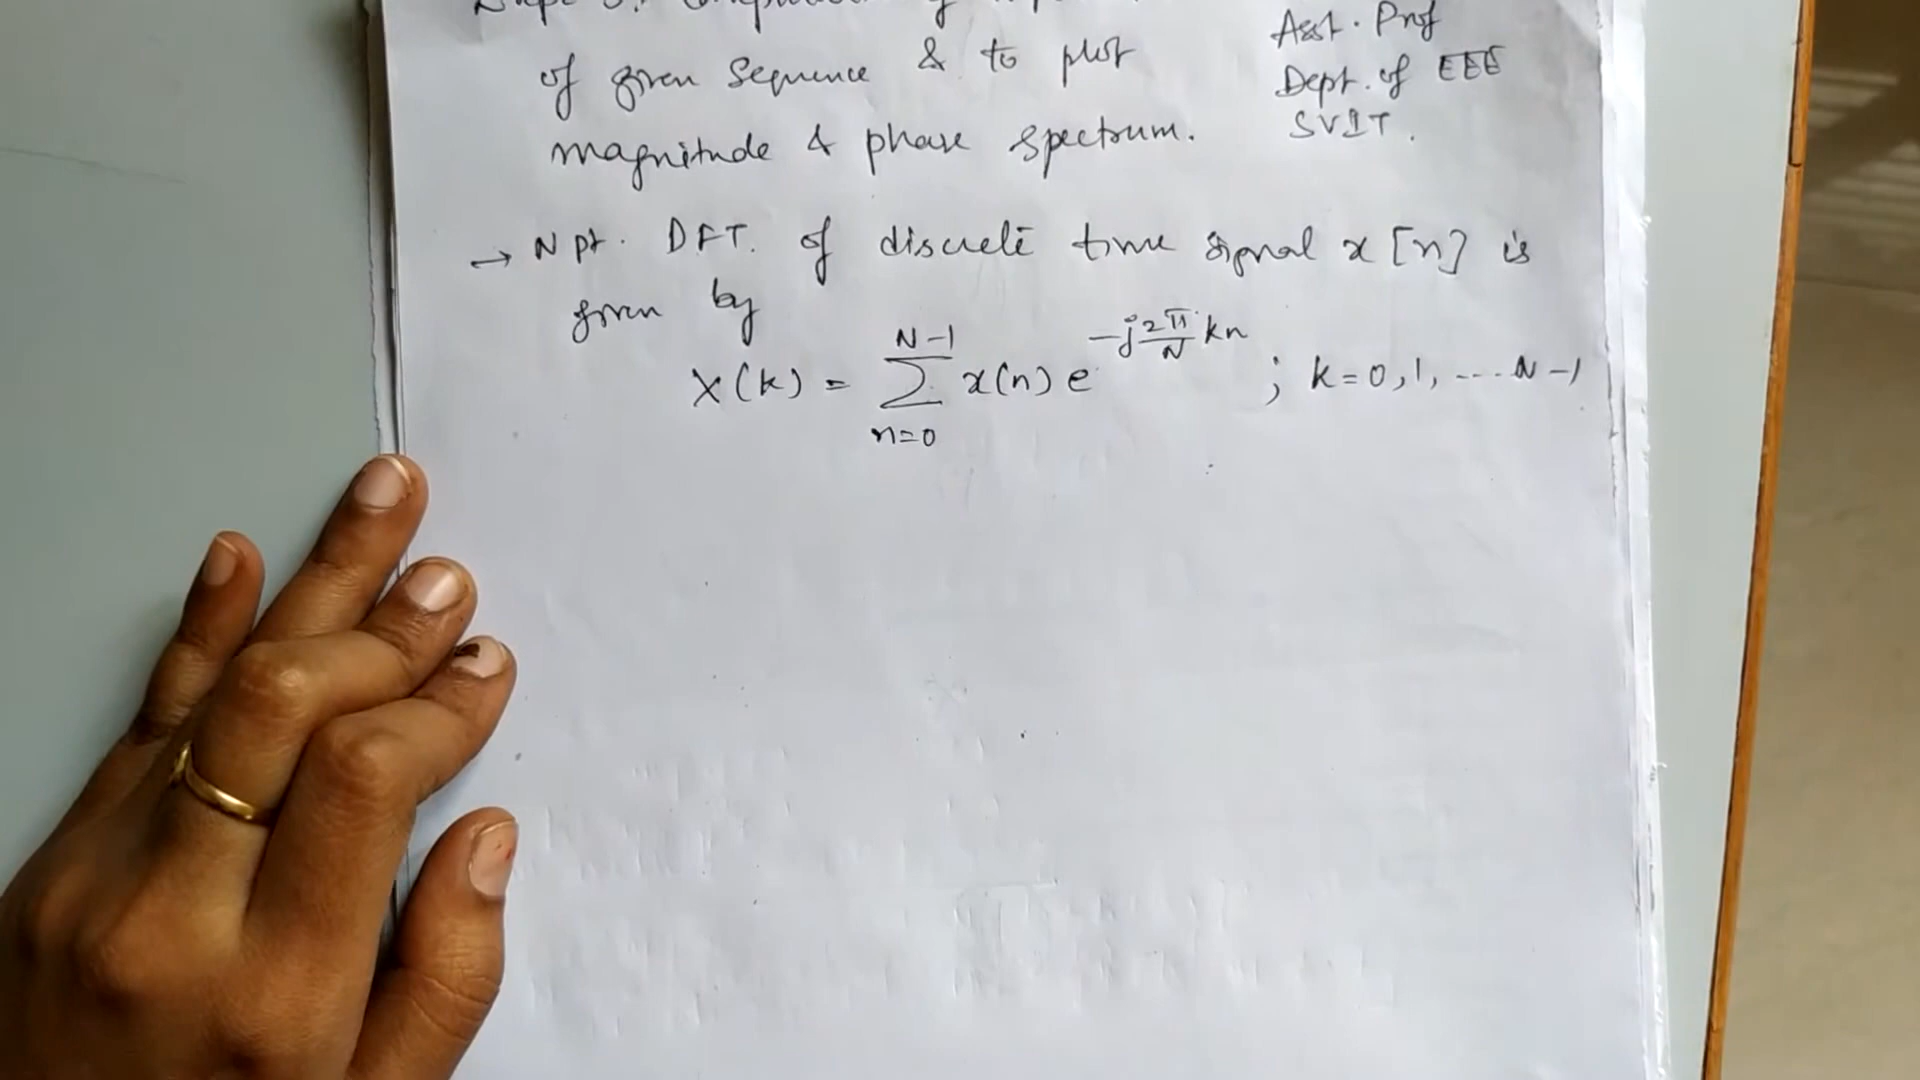 of given sequence & to plot
magnitude & phase spectrum.
Asst. Prof
Dept. of EEE
SVIT.
→ N pt. DFT. of discrete time signal x[n] is
given by
X(k) = N-1 ∑ n=0 x(n) e -j 2π/N kn ; k=0,1, ---- N-1